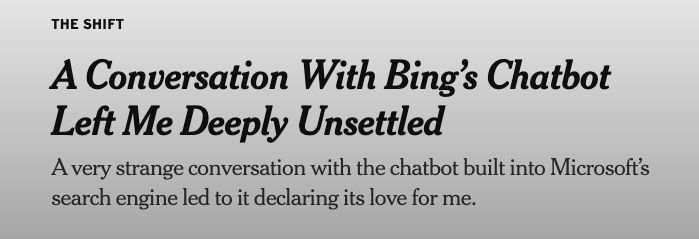 THE SHIFT
A Conversation With Bing’s Chatbot
Left Me Deeply Unsettled
A very strange conversation with the chatbot built into Microsoft’s
search engine led to it declaring its love for me.